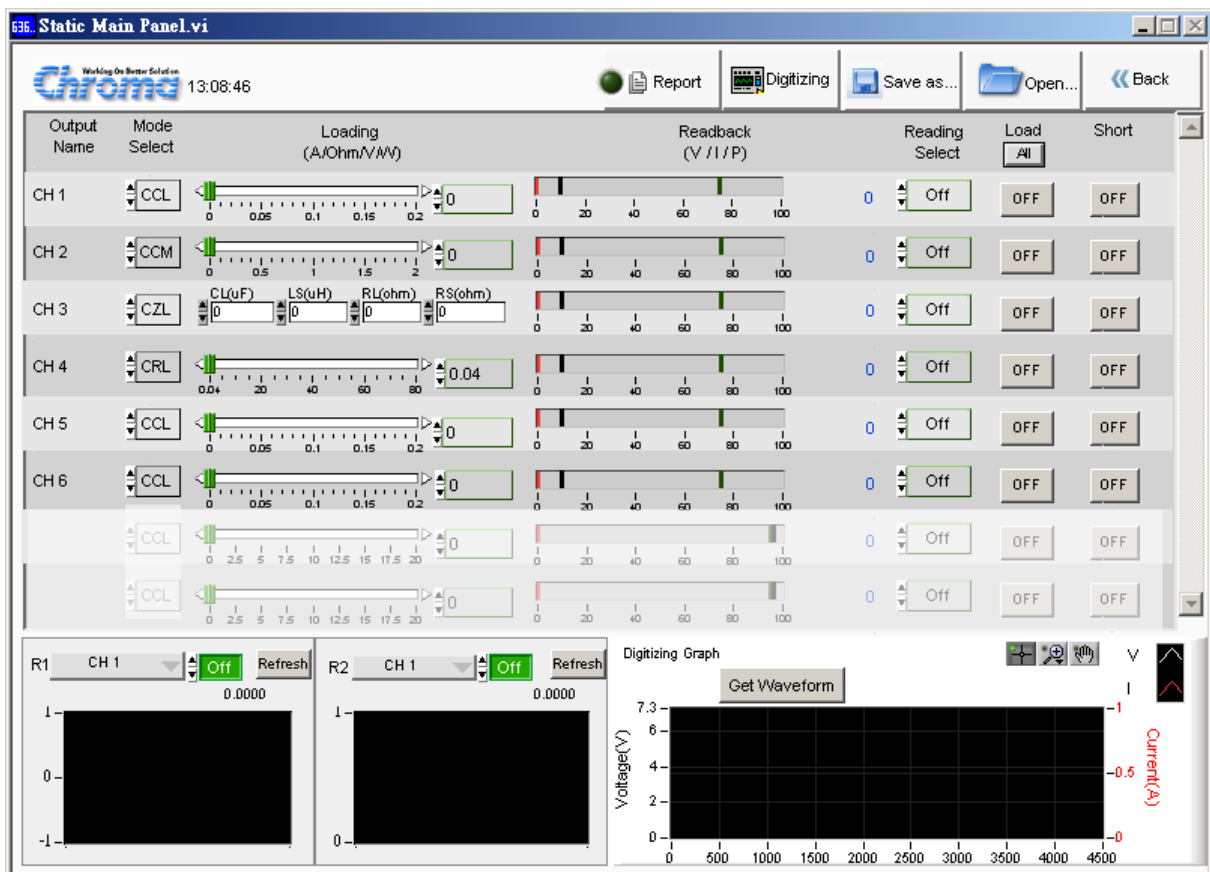 636.. Static Main Panel.vi
Chroma Working On Better Solution 13:08:46 Report Digitizing Save as... Open... Back
Output Name Mode Select Loading (A/Ohm/V/W) Readback (V / I / P) Reading Select Load All Short
CH 1 CCL 0 0 Off OFF OFF
0 0.05 0.1 0.15 0.2 0 20 40 60 80 100
CH 2 CCM 0 0 Off OFF OFF
0 0.5 1 1.5 2 0 20 40 60 80 100
CL(uF) LS(uH) RL(ohm) RS(ohm)
CH 3 CZL 0 0 0 0 0 Off OFF OFF
0 20 40 60 80 100
CH 4 CRL 0.04 0 Off OFF OFF
0.04 20 40 60 80 0 20 40 60 80 100
CH 5 CCL 0 0 Off OFF OFF
0 0.05 0.1 0.15 0.2 0 20 40 60 80 100
CH 6 CCL 0 0 Off OFF OFF
0 0.05 0.1 0.15 0.2 0 20 40 60 80 100
CCL 0 0 Off OFF OFF
0 2.5 5 7.5 10 12.5 15 17.5 20 0 20 40 60 80 100
CCL 0 0 Off OFF OFF
0 2.5 5 7.5 10 12.5 15 17.5 20 0 20 40 60 80 100
R1 CH 1 Off Refresh
0.0000
1
0
-1
R2 CH 1 Off Refresh
0.0000
1
0
Digitizing Graph
Get Waveform
V
I
Voltage(V)
7.3
6
4
2
0
Current(A)
1
0.5
0
0 500 1000 1500 2000 2500 3000 3500 4000 4500